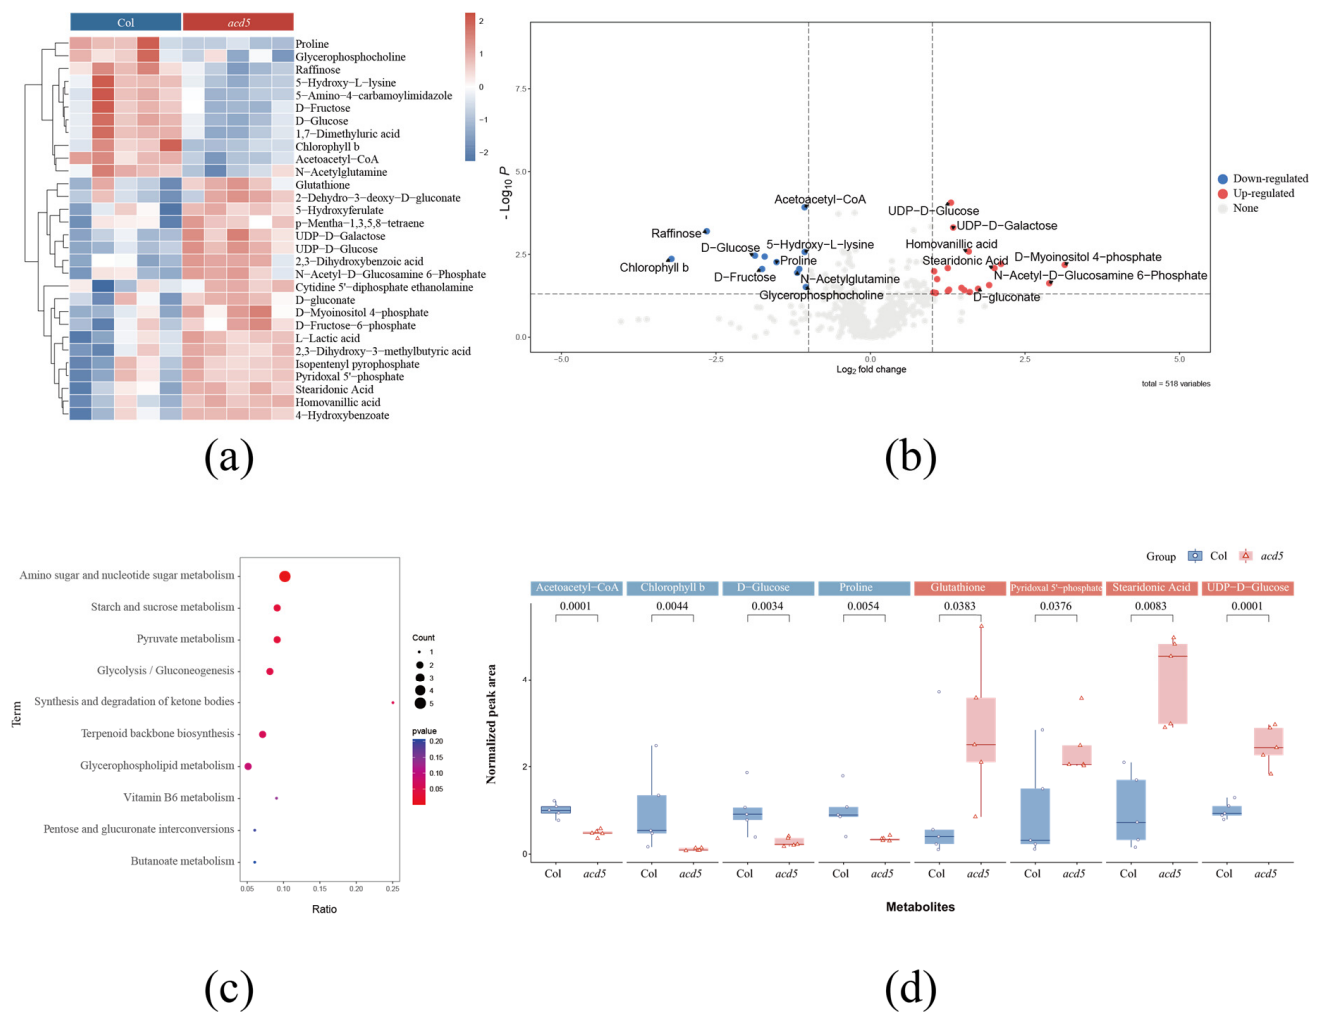 Col
acd5
Proline
Glycerophosphocholine
Raffinose
5-Hydroxy-L-lysine
5-Amino-4-carbamoylimidazole
D-Fructose
D-Glucose
1,7-Dimethyluric acid
Chlorophyll b
Acetoacetyl-CoA
N-Acetylglutamine
Glutathione
2-Dehydro-3-deoxy-D-gluconate
5-Hydroxyferulate
p-Mentha-1,3,5,8-tetraene
UDP-D-Galactose
UDP-D-Glucose
2,3-Dihydroxybenzoic acid
N-Acetyl-D-Glucosamine 6-Phosphate
Cytidine 5'-diphosphate ethanolamine
D-gluconate
D-Myoinositol 4-phosphate
D-Fructose-6-phosphate
L-Lactic acid
2,3-Dihydroxy-3-methylbutyric acid
Isopentenyl pyrophosphate
Pyridoxal 5'-phosphate
Stearidonic Acid
Homovanillic acid
4-Hydroxybenzoate
2
1
0
-1
-2
(a)
- Log10 P
7.5
5.0
2.5
0.0
-5.0
-2.5
0.0
2.5
5.0
Log2 fold change
total = 518 variables
Acetoacetyl-CoA
Raffinose
D-Glucose
5-Hydroxy-L-lysine
Chlorophyll b
Proline
D-Fructose
N-Acetylglutamine
Glycerophosphocholine
UDP-D-Glucose
UDP-D-Galactose
Homovanillic acid
Stearidonic Acid
D-Myoinositol 4-phosphate
N-Acetyl-D-Glucosamine 6-Phosphate
D-gluconate
Down-regulated
Up-regulated
None
(b)
Term
Amino sugar and nucleotide sugar metabolism
Starch and sucrose metabolism
Pyruvate metabolism
Glycolysis / Gluconeogenesis
Synthesis and degradation of ketone bodies
Terpenoid backbone biosynthesis
Glycerophospholipid metabolism
Vitamin B6 metabolism
Pentose and glucuronate interconversions
Butanoate metabolism
0.05
0.10
0.15
0.20
0.25
Ratio
Count
1
2
3
4
5
pvalue
0.20
0.15
0.10
0.05
(c)
Group
Col
acd5
Acetoacetyl-CoA
Chlorophyll b
D-Glucose
Proline
Glutathione
Pyridoxal 5'-phosphate
Stearidonic Acid
UDP-D-Glucose
0.0001
0.0044
0.0034
0.0054
0.0383
0.0376
0.0083
0.0001
Normalized peak area
4
2
0
Col
acd5
Col
acd5
Col
acd5
Col
acd5
Col
acd5
Col
acd5
Col
acd5
Col
acd5
Metabolites
(d)